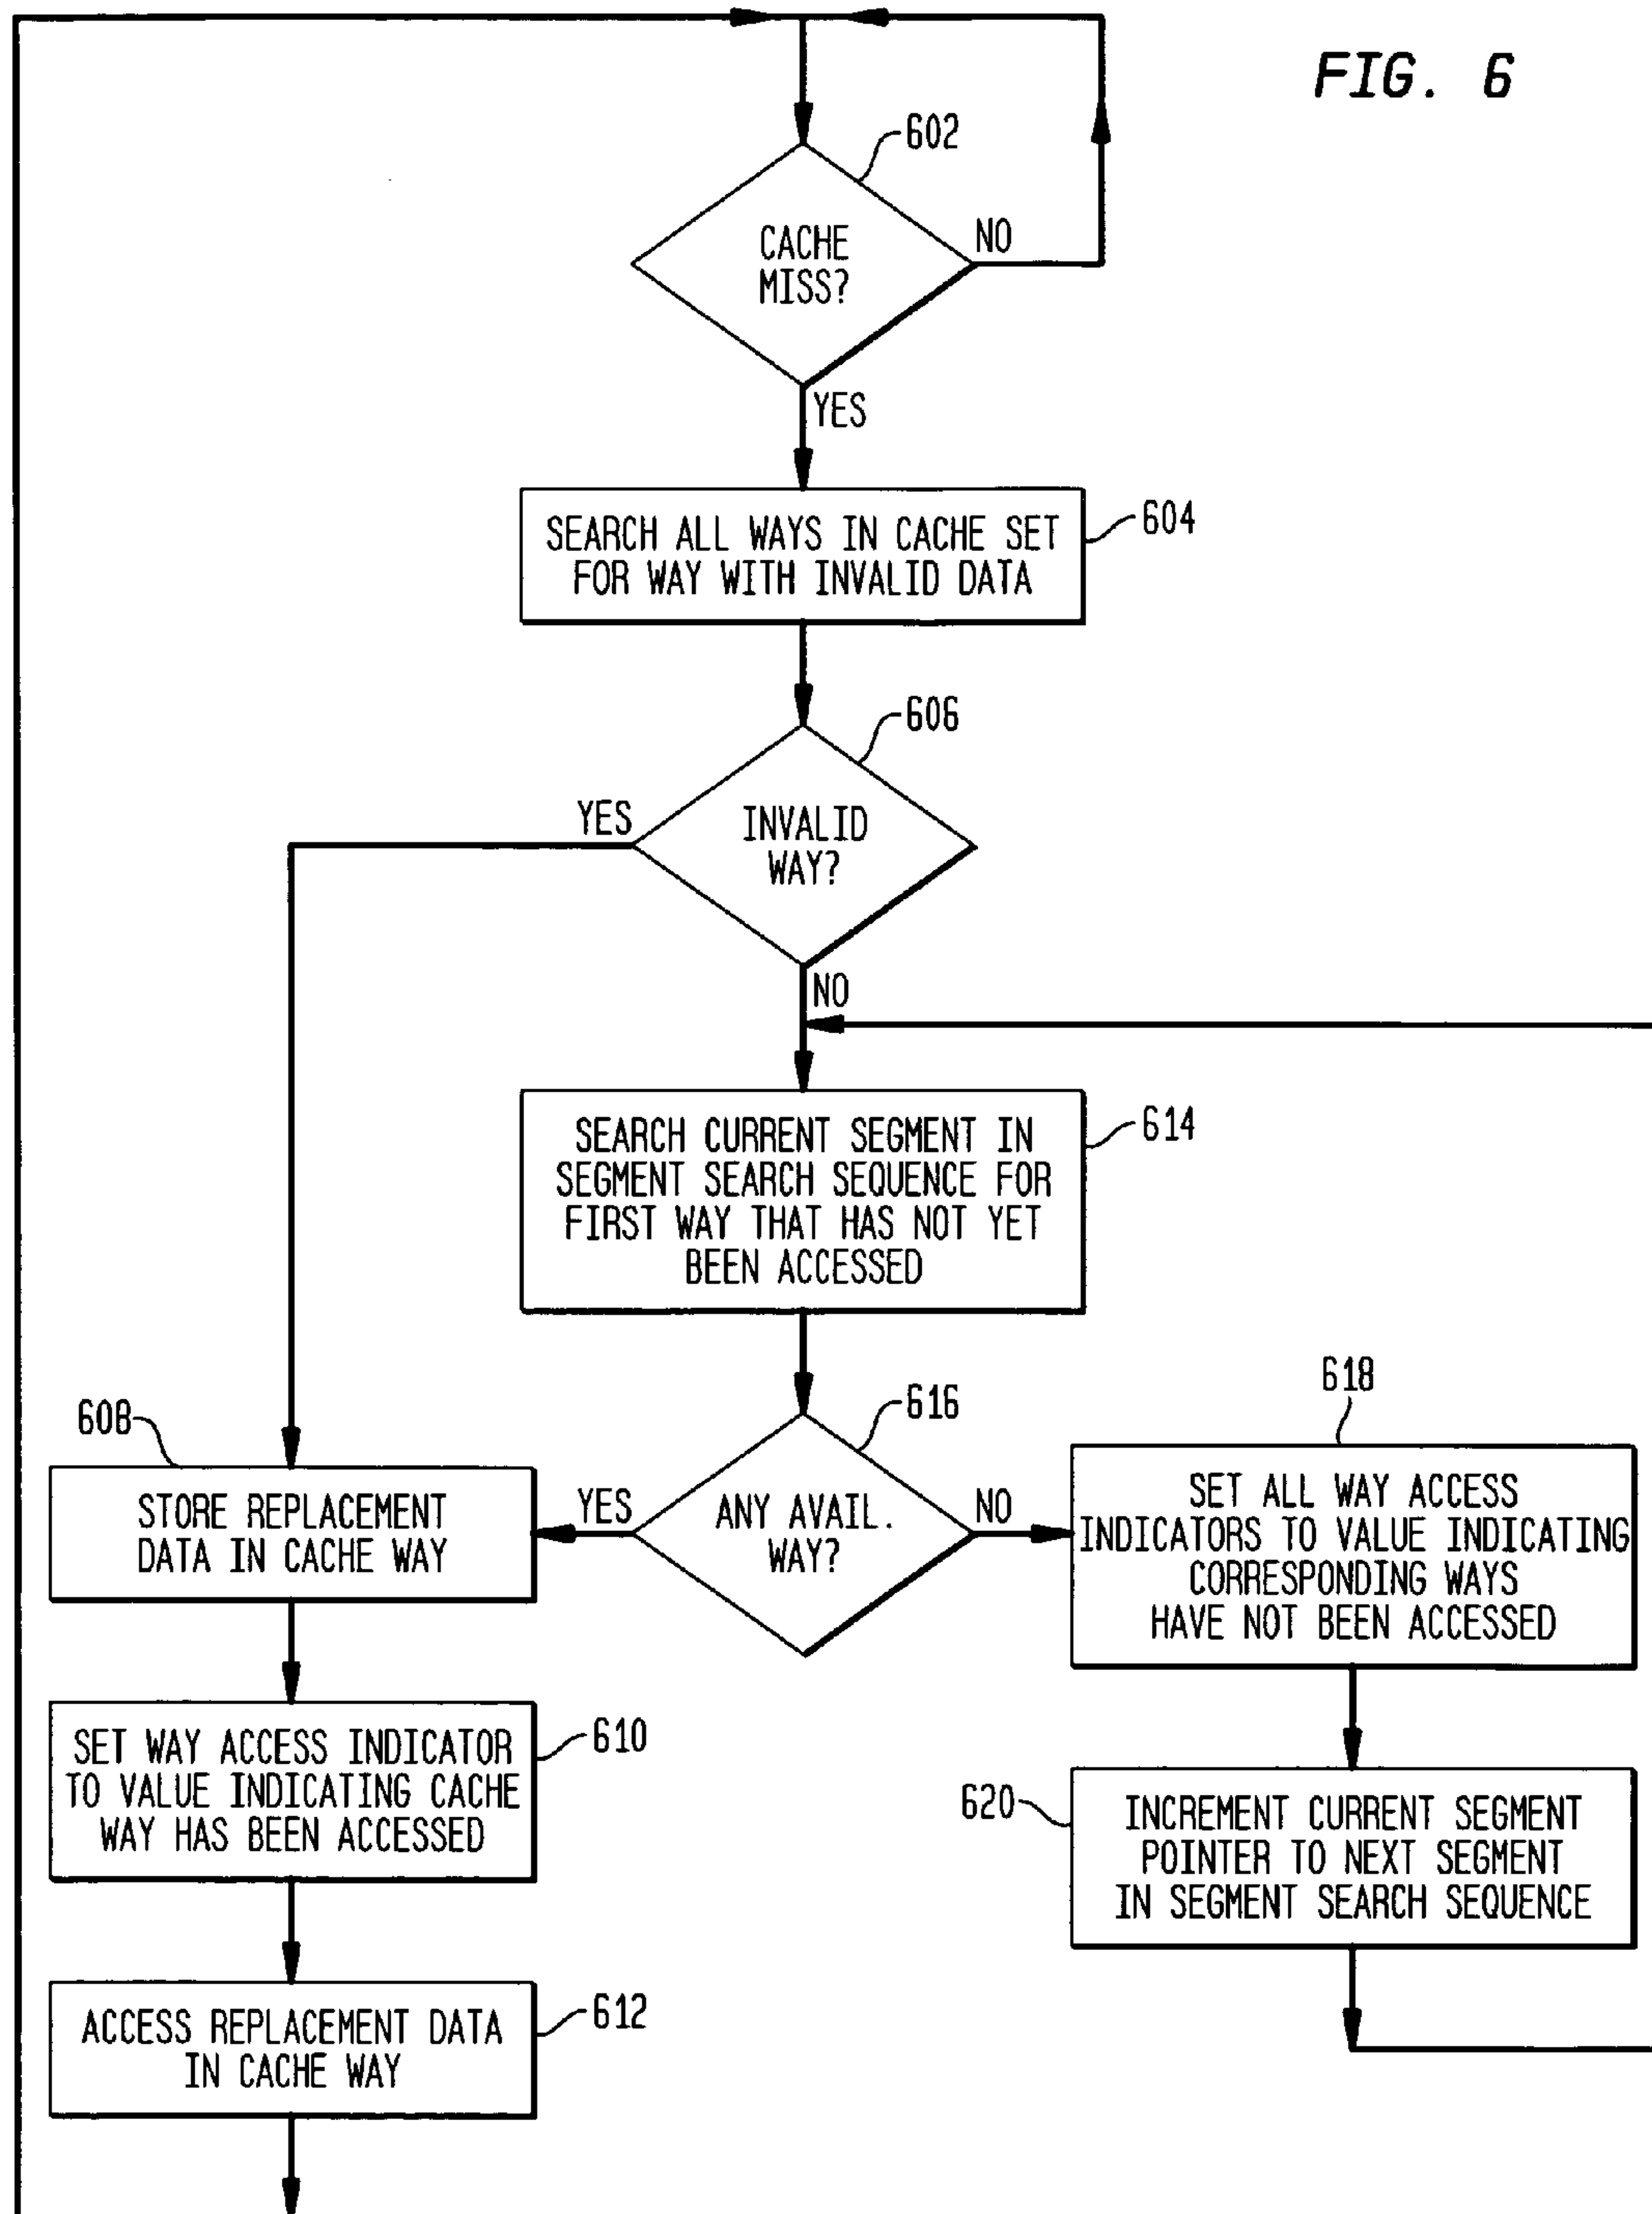 FIG. 6
602
CACHE
MISS?
NO
YES
604
SEARCH ALL WAYS IN CACHE SET
FOR WAY WITH INVALID DATA
606
INVALID
WAY?
YES
NO
614
SEARCH CURRENT SEGMENT IN
SEGMENT SEARCH SEQUENCE FOR
FIRST WAY THAT HAS NOT YET
BEEN ACCESSED
616
ANY AVAIL.
WAY?
YES
NO
608
STORE REPLACEMENT
DATA IN CACHE WAY
618
SET ALL WAY ACCESS
INDICATORS TO VALUE INDICATING
CORRESPONDING WAYS
HAVE NOT BEEN ACCESSED
610
SET WAY ACCESS INDICATOR
TO VALUE INDICATING CACHE
WAY HAS BEEN ACCESSED
620
INCREMENT CURRENT SEGMENT
POINTER TO NEXT SEGMENT
IN SEGMENT SEARCH SEQUENCE
612
ACCESS REPLACEMENT DATA
IN CACHE WAY